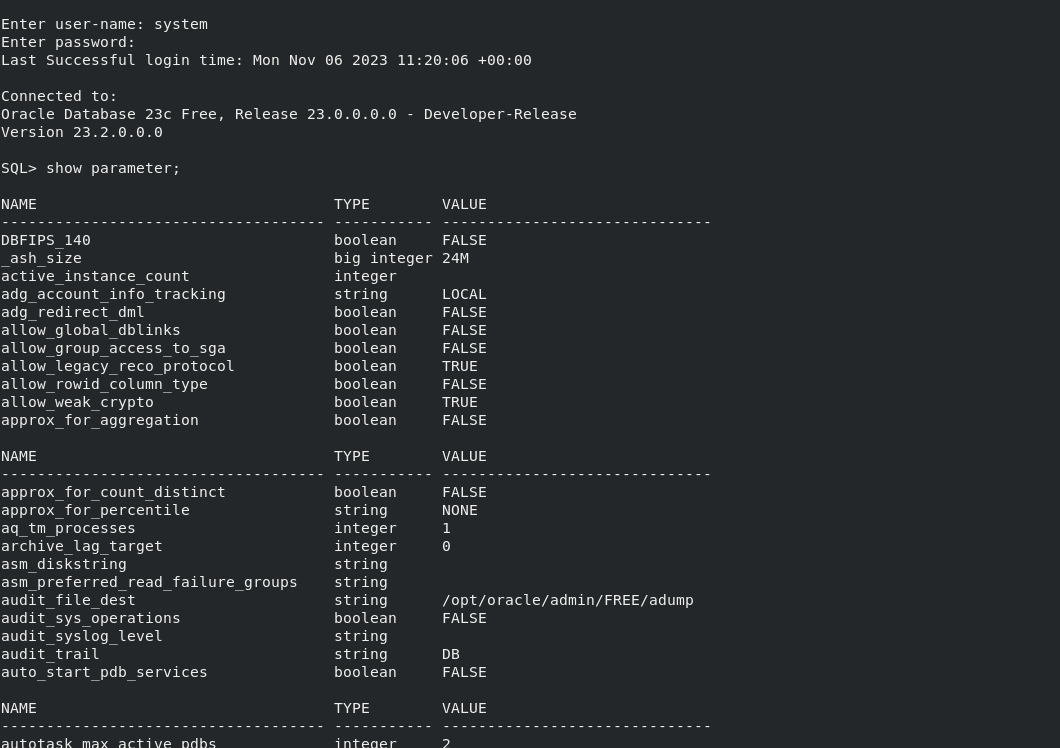 Enter user-name: system
Enter password:
Last Successful login time: Mon Nov 06 2023 11:20:06 +00:00

Connected to:
Oracle Database 23c Free, Release 23.0.0.0.0 - Developer-Release
Version 23.2.0.0.0

SQL> show parameter;

NAME                                 TYPE        VALUE
------------------------------------ ----------- ------------------------------
DBFIPS_140                           boolean     FALSE
_ash_size                            big integer 24M
active_instance_count                integer
adg_account_info_tracking            string      LOCAL
adg_redirect_dml                     boolean     FALSE
allow_global_dblinks                 boolean     FALSE
allow_group_access_to_sga            boolean     FALSE
allow_legacy_reco_protocol           boolean     TRUE
allow_rowid_column_type              boolean     FALSE
allow_weak_crypto                    boolean     TRUE
approx_for_aggregation               boolean     FALSE

NAME                                 TYPE        VALUE
------------------------------------ ----------- ------------------------------
approx_for_count_distinct            boolean     FALSE
approx_for_percentile                string      NONE
aq_tm_processes                      integer     1
archive_lag_target                   integer     0
asm_diskstring                       string
asm_preferred_read_failure_groups    string
audit_file_dest                      string      /opt/oracle/admin/FREE/adump
audit_sys_operations                 boolean     FALSE
audit_syslog_level                   string
audit_trail                          string      DB
auto_start_pdb_services              boolean     FALSE

NAME                                 TYPE        VALUE
------------------------------------ ----------- ------------------------------
autotask_max_active_pdbs             integer     2